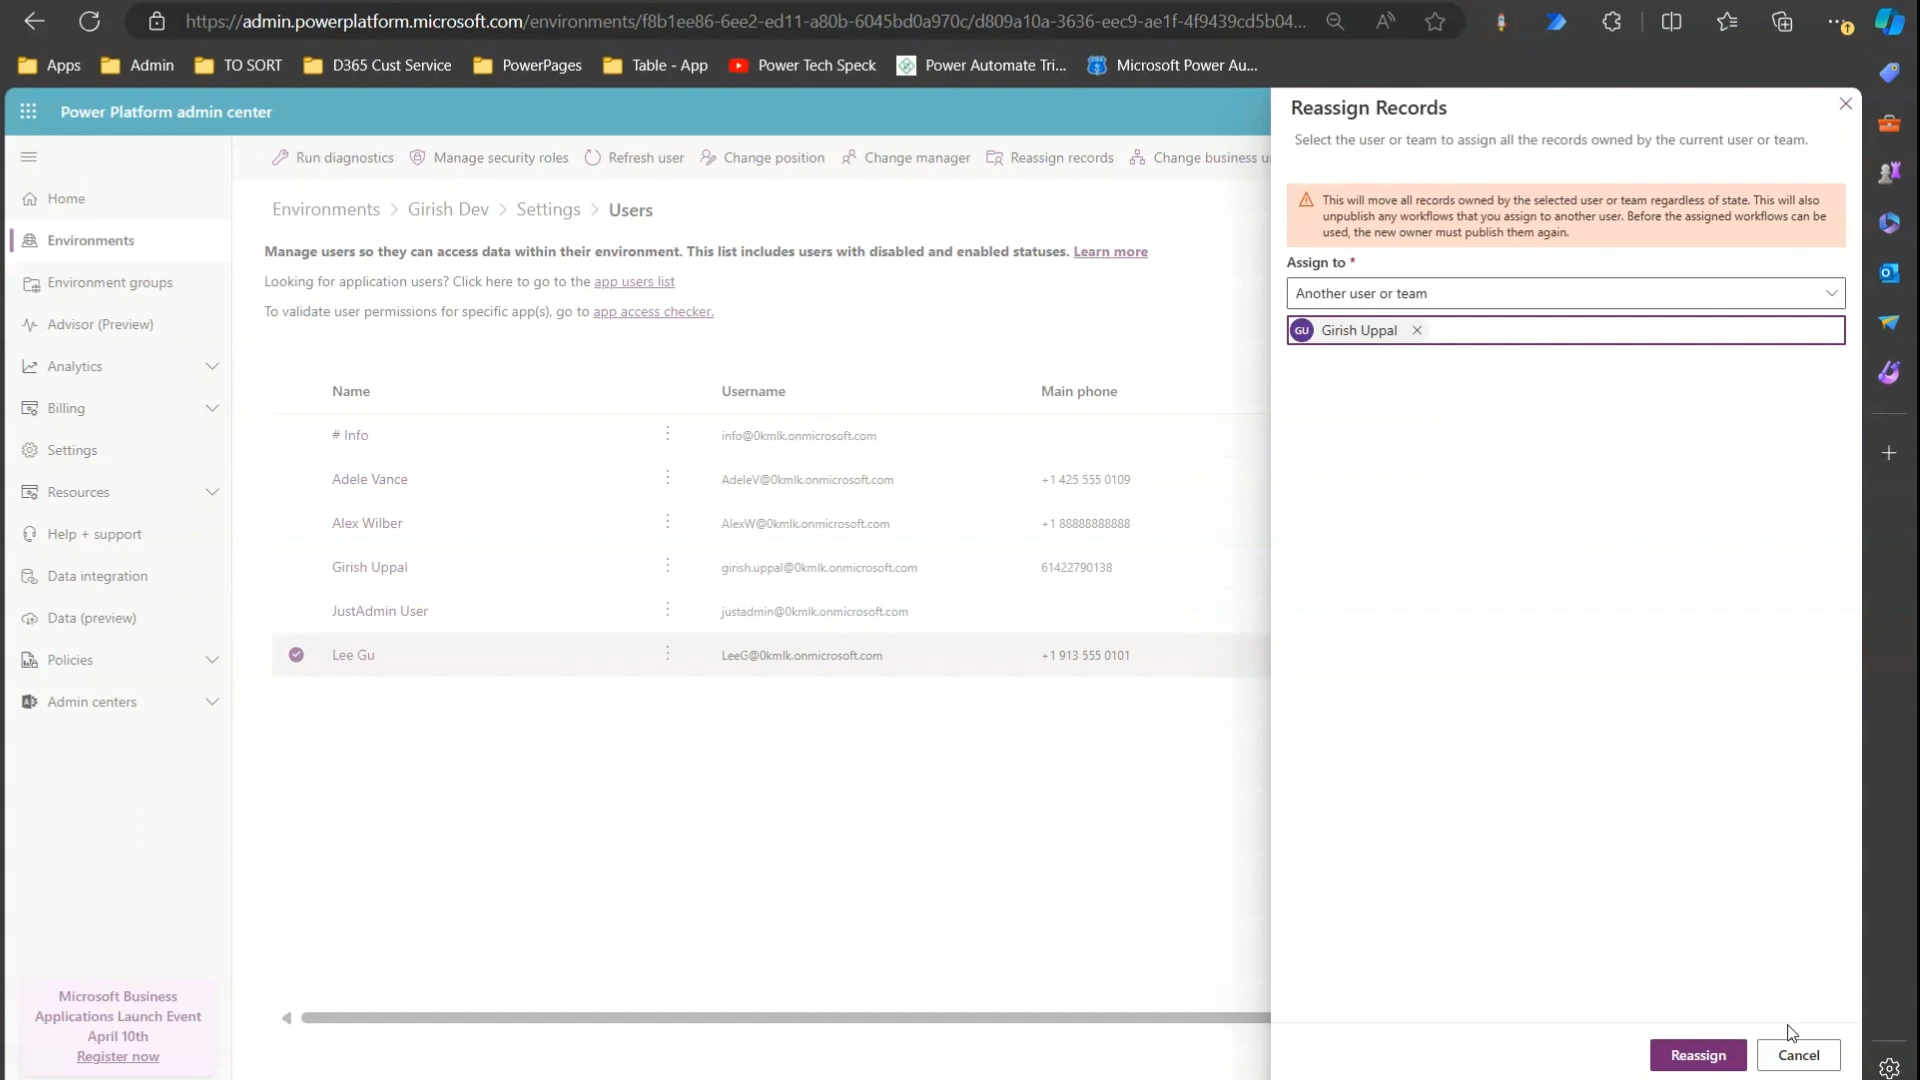 https://admin.powerplatform.microsoft.com/environments/f8b1ee86-6ee2-ed11-a80b-6045bd0a970c/d809a10a-3636-eec9-ae1f-4f9439cd5b04...
Apps
Admin
TO SORT
D365 Cust Service
PowerPages
Table - App
Power Tech Speck
Power Automate Tri...
Microsoft Power Au...
Power Platform admin center
Home
Environments
Environment groups
Advisor (Preview)
Analytics
Billing
Settings
Resources
Help + support
Data integration
Data (preview)
Policies
Admin centers
Microsoft Business
Applications Launch Event
April 10th
Register now
Run diagnostics
Manage security roles
Refresh user
Change position
Change manager
Reassign records
Change business u
Environments > Girish Dev > Settings > Users
Manage users so they can access data within their environment. This list includes users with disabled and enabled statuses. Learn more
Looking for application users? Click here to go to the app users list
To validate user permissions for specific app(s), go to app access checker.
Name Username Main phone
# Info info@0kmlk.onmicrosoft.com
Adele Vance AdeleV@0kmlk.onmicrosoft.com +1 425 555 0109
Alex Wilber AlexW@0kmlk.onmicrosoft.com +1 88888888888
Girish Uppal girish.uppal@0kmlk.onmicrosoft.com 61422790138
JustAdmin User justadmin@0kmlk.onmicrosoft.com
Lee Gu LeeG@0kmlk.onmicrosoft.com +1 913 555 0101
Reassign Records
Select the user or team to assign all the records owned by the current user or team.
This will move all records owned by the selected user or team regardless of state. This will also
unpublish any workflows that you assign to another user. Before the assigned workflows can be
used, the new owner must publish them again.
Assign to *
Another user or team
GU Girish Uppal
Reassign
Cancel